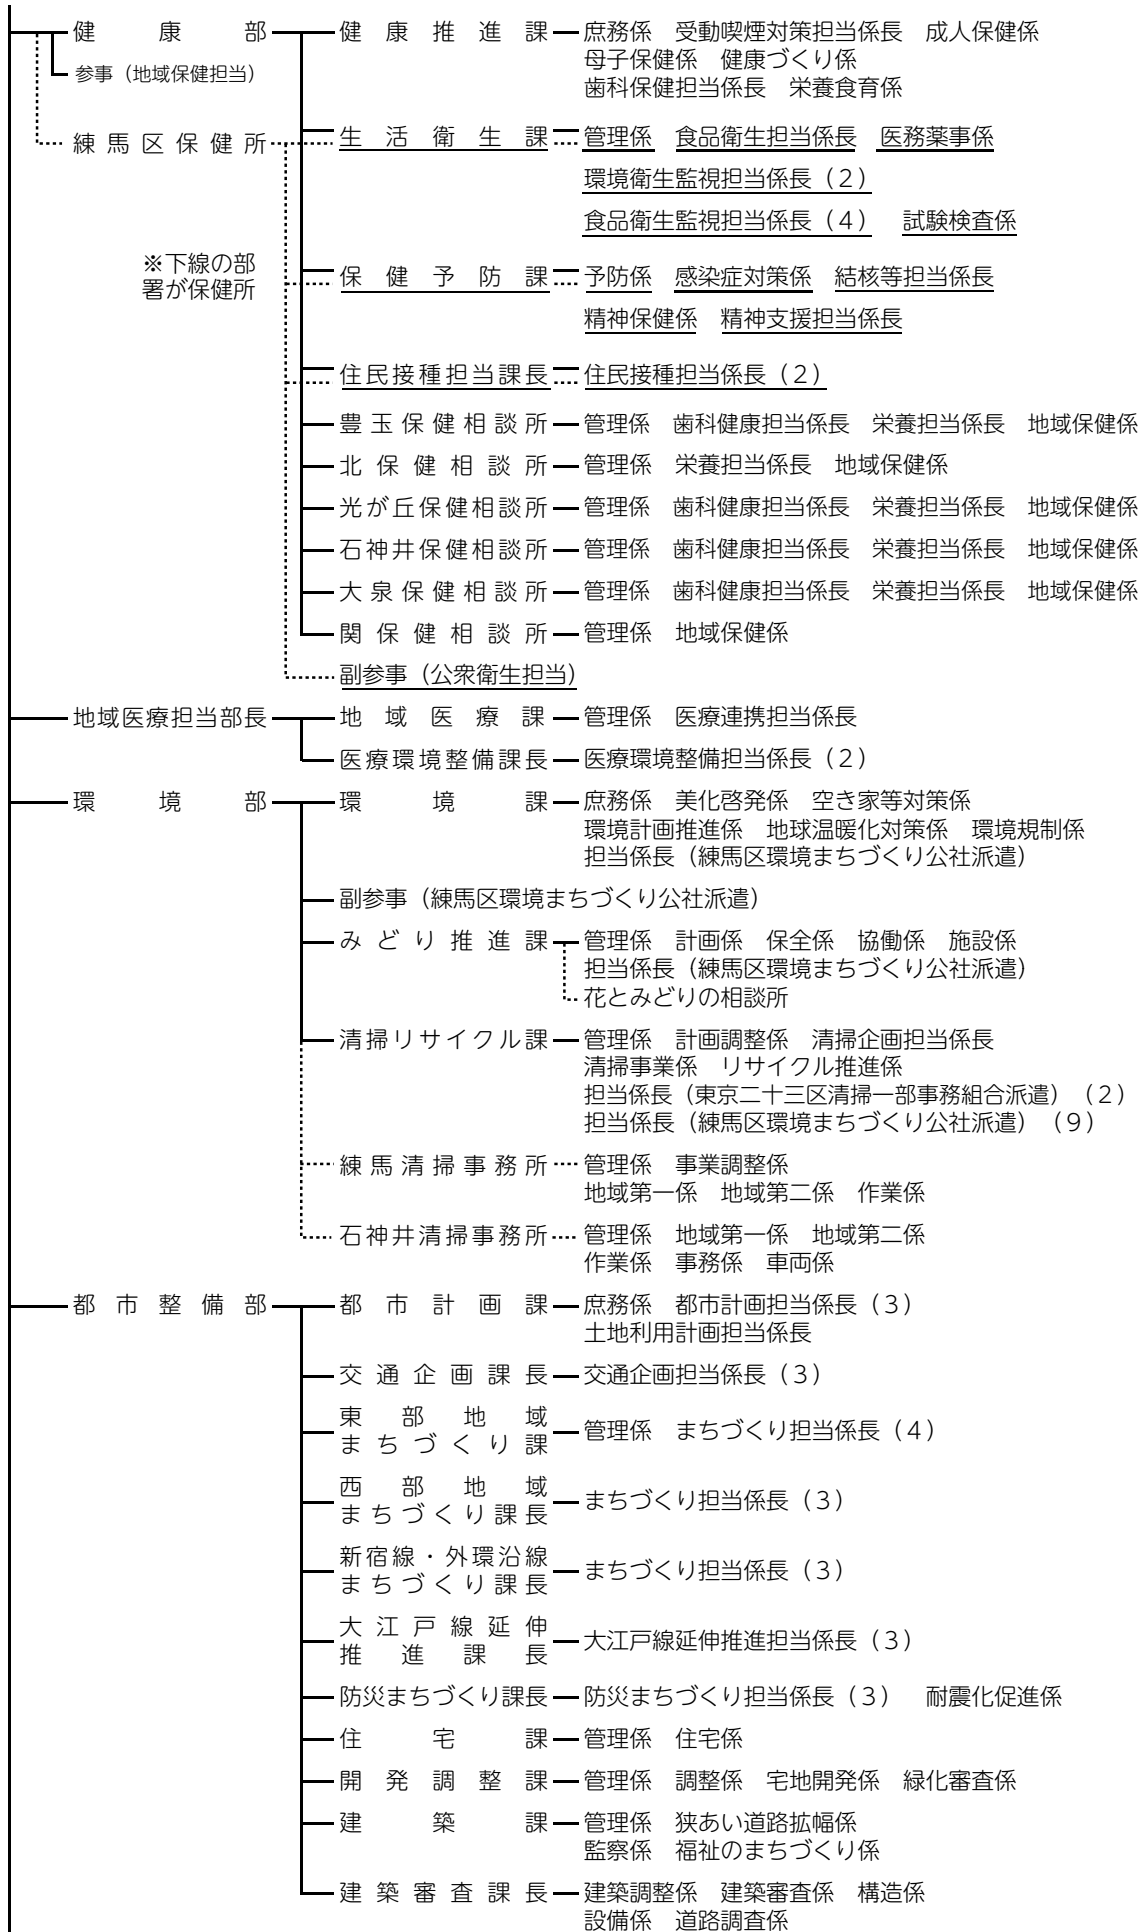 健康部 健康推進課 庶務係 受動喫煙対策担当係長 成人保健係
母子保健係 健康づくり係
参事（地域保健担当）
歯科保健担当係長 栄養食育係
練馬区保健所 生活衛生課 管理係 食品衛生担当係長 医務薬事係
環境衛生監視担当係長（２）
食品衛生監視担当係長（４） 試験検査係
※下線の部
署が保健所
保健予防課 予防係 感染症対策係 結核等担当係長
精神保健係 精神支援担当係長
住民接種担当課長 住民接種担当係長（２）
豊玉保健相談所 管理係 歯科健康担当係長 栄養担当係長 地域保健係
北保健相談所 管理係 栄養担当係長 地域保健係
光が丘保健相談所 管理係 歯科健康担当係長 栄養担当係長 地域保健係
石神井保健相談所 管理係 歯科健康担当係長 栄養担当係長 地域保健係
大泉保健相談所 管理係 歯科健康担当係長 栄養担当係長 地域保健係
関保健相談所 管理係 地域保健係
副参事（公衆衛生担当）
地域医療担当部長 地域医療課 管理係 医療連携担当係長
医療環境整備課長 医療環境整備担当係長（２）
環境部 環境課 庶務係 美化啓発係 空き家等対策係
環境計画推進係 地球温暖化対策係 環境規制係
担当係長（練馬区環境まちづくり公社派遣）
副参事（練馬区環境まちづくり公社派遣）
みどり推進課 管理係 計画係 保全係 協働係 施設係
担当係長（練馬区環境まちづくり公社派遣）
花とみどりの相談所
清掃リサイクル課 管理係 計画調整係 清掃企画担当係長
清掃事業係 リサイクル推進係
担当係長（東京二十三区清掃一部事務組合派遣）（２）
担当係長（練馬区環境まちづくり公社派遣）（９）
練馬清掃事務所 管理係 事業調整係
地域第一係 地域第二係 作業係
石神井清掃事務所 管理係 地域第一係 地域第二係
作業係 事務係 車両係
都市整備部 都市計画課 庶務係 都市計画担当係長（３）
土地利用計画担当係長
交通企画課長 交通企画担当係長（３）
東部地域
まちづくり課 管理係 まちづくり担当係長（４）
西部地域
まちづくり課長 まちづくり担当係長（３）
新宿線・外環沿線
まちづくり課長 まちづくり担当係長（３）
大江戸線延伸
推進課長 大江戸線延伸推進担当係長（３）
防災まちづくり課長 防災まちづくり担当係長（３） 耐震化促進係
住宅課 管理係 住宅係
開発調整課 管理係 調整係 宅地開発係 緑化審査係
建築課 管理係 狭あい道路拡幅係
監察係 福祉のまちづくり係
建築審査課長 建築調整係 建築審査係 構造係
設備係 道路調査係